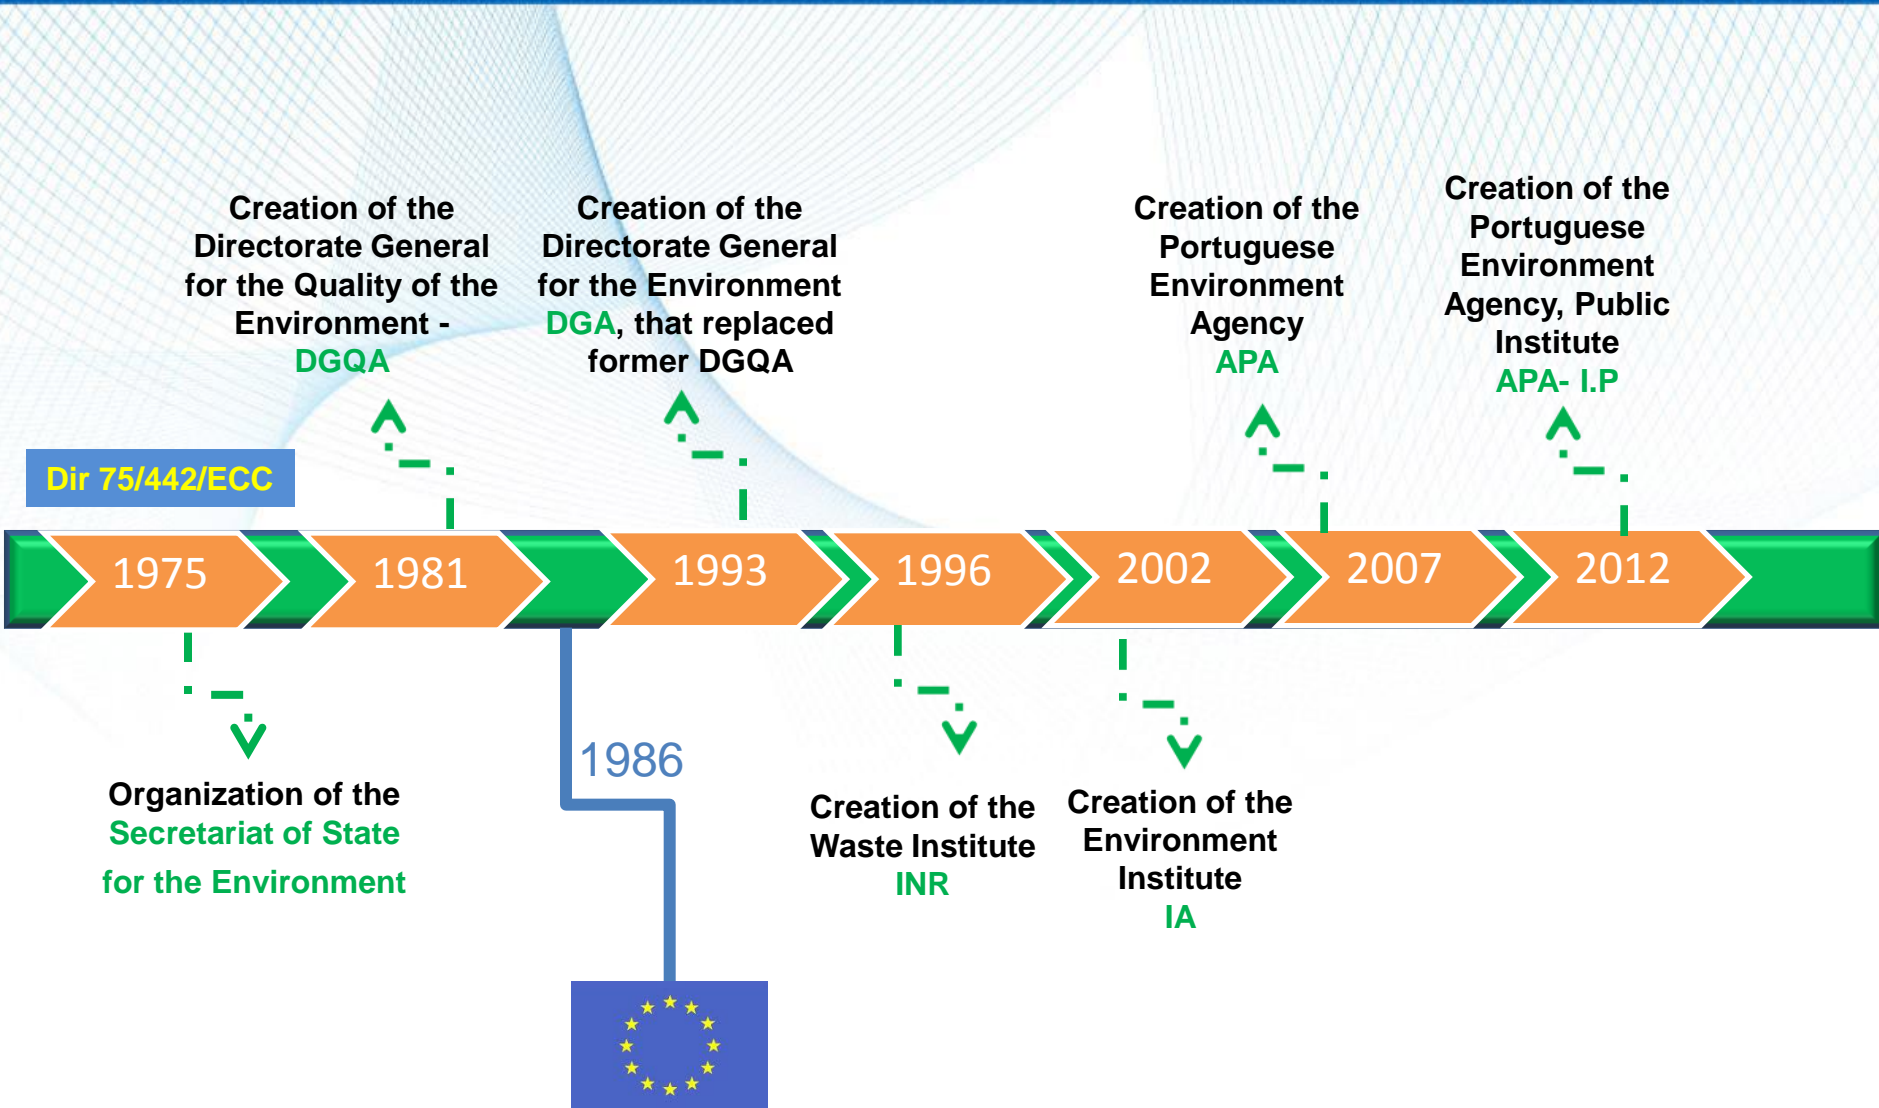 Creation of the
Directorate General
for the Quality of the
Environment -
DGQA
Creation of the
Directorate General
for the Environment
DGA, that replaced
former DGQA
Creation of the
Portuguese
Environment
Agency
APA
Creation of the
Portuguese
Environment
Agency, Public
Institute
APA- I.P
Dir 75/442/ECC
1975
1981
1993
1996
2002
2007
2012
1986
Organization of the
Secretariat of State
for the Environment
Creation of the
Waste Institute
INR
Creation of the
Environment
Institute
IA